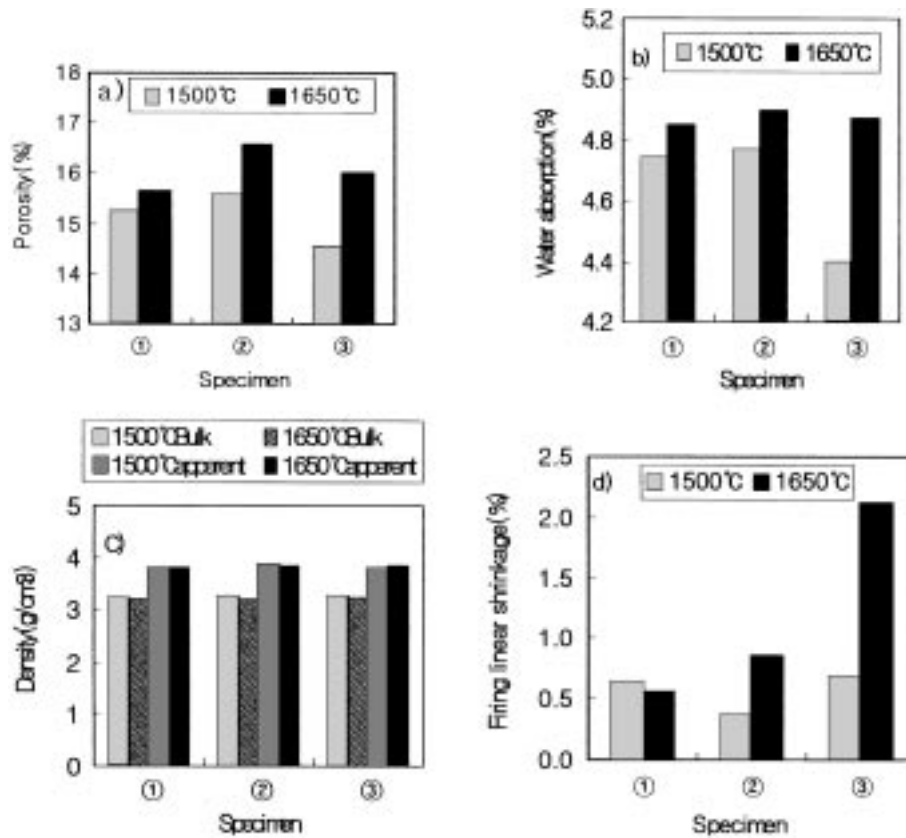 a)
1500℃ 1650℃
Porosity(%)
18
17
16
15
14
13
① ② ③
Specimen
b)
1500℃ 1650℃
Water absorption(%)
5.2
5.0
4.8
4.6
4.4
4.2
① ② ③
Specimen
1500℃Bulk 1650℃Bulk
1500℃apparent 1650℃apparent
C)
Density(g/cm3)
5
4
3
2
1
0
① ② ③
Specimen
d)
1500℃ 1650℃
Firing linear shrinkage(%)
2.5
2.0
1.5
1.0
0.5
0.0
① ② ③
Specimen